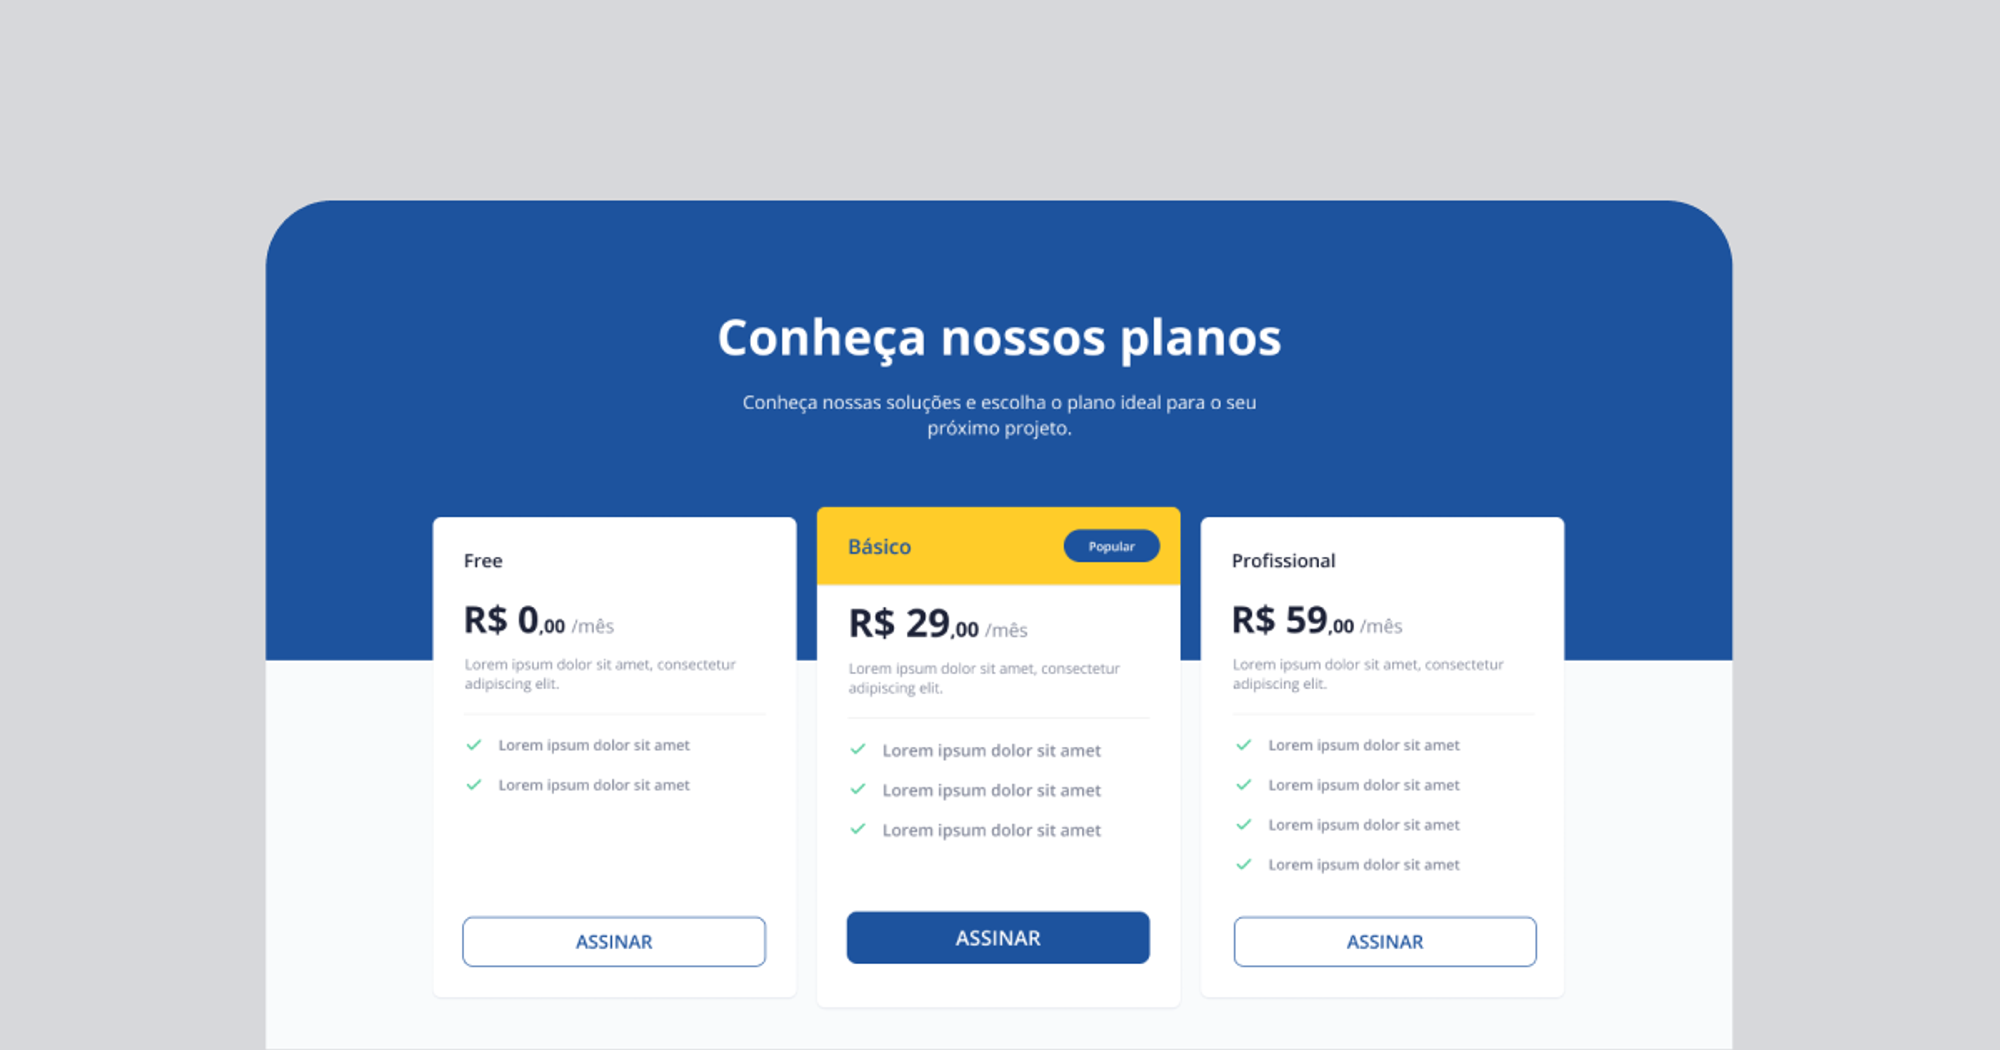 Conheça nossos planos
Conheça nossas soluções e escolha o plano ideal para o seu
próximo projeto.
Free
R$ 0,00 /mês
Lorem ipsum dolor sit amet, consectetur
adipiscing elit.
Lorem ipsum dolor sit amet
Lorem ipsum dolor sit amet
ASSINAR
Básico
Popular
R$ 29,00 /mês
Lorem ipsum dolor sit amet, consectetur
adipiscing elit.
Lorem ipsum dolor sit amet
Lorem ipsum dolor sit amet
Lorem ipsum dolor sit amet
ASSINAR
Profissional
R$ 59,00 /mês
Lorem ipsum dolor sit amet, consectetur
adipiscing elit.
Lorem ipsum dolor sit amet
Lorem ipsum dolor sit amet
Lorem ipsum dolor sit amet
Lorem ipsum dolor sit amet
ASSINAR